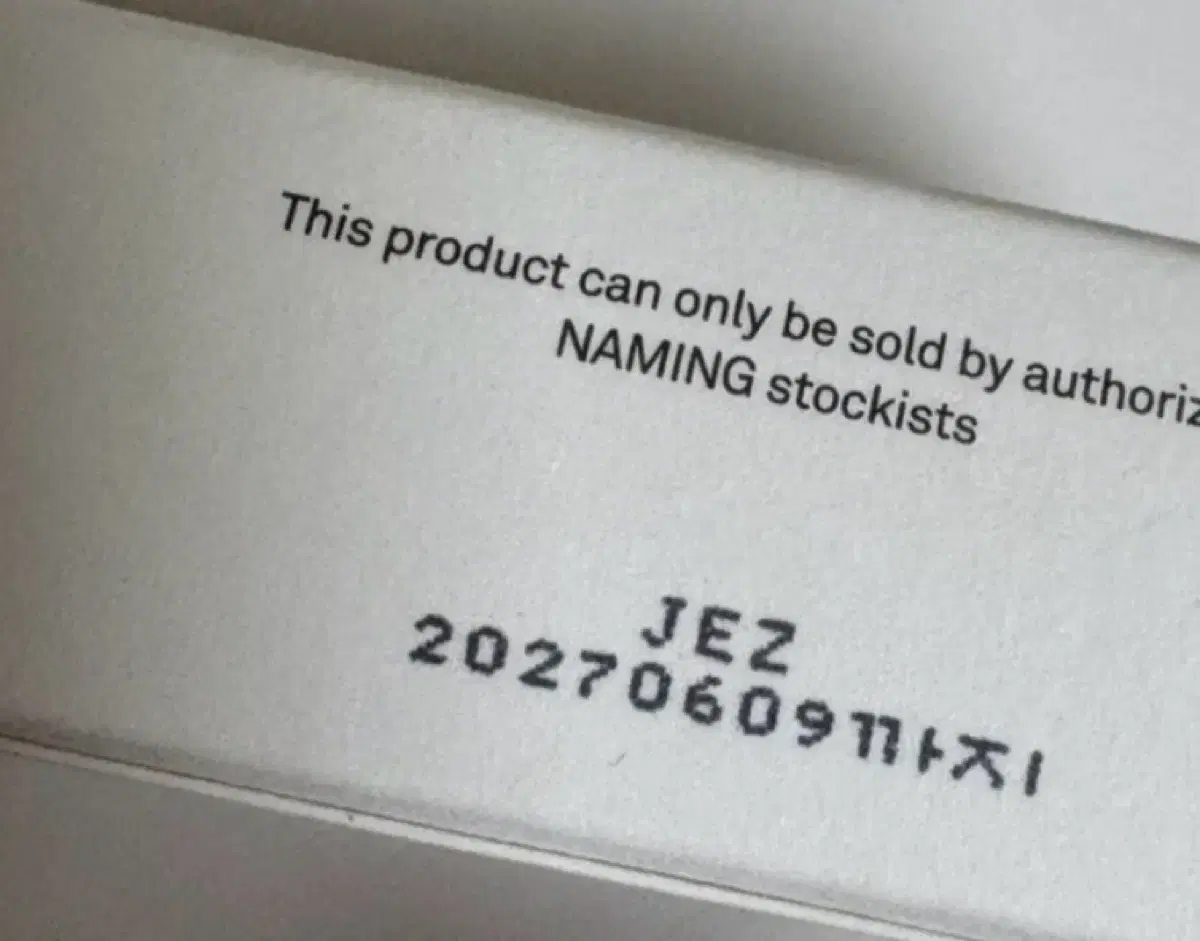 This product can only be sold by
NAMING stockists
JEZ
20270609까지